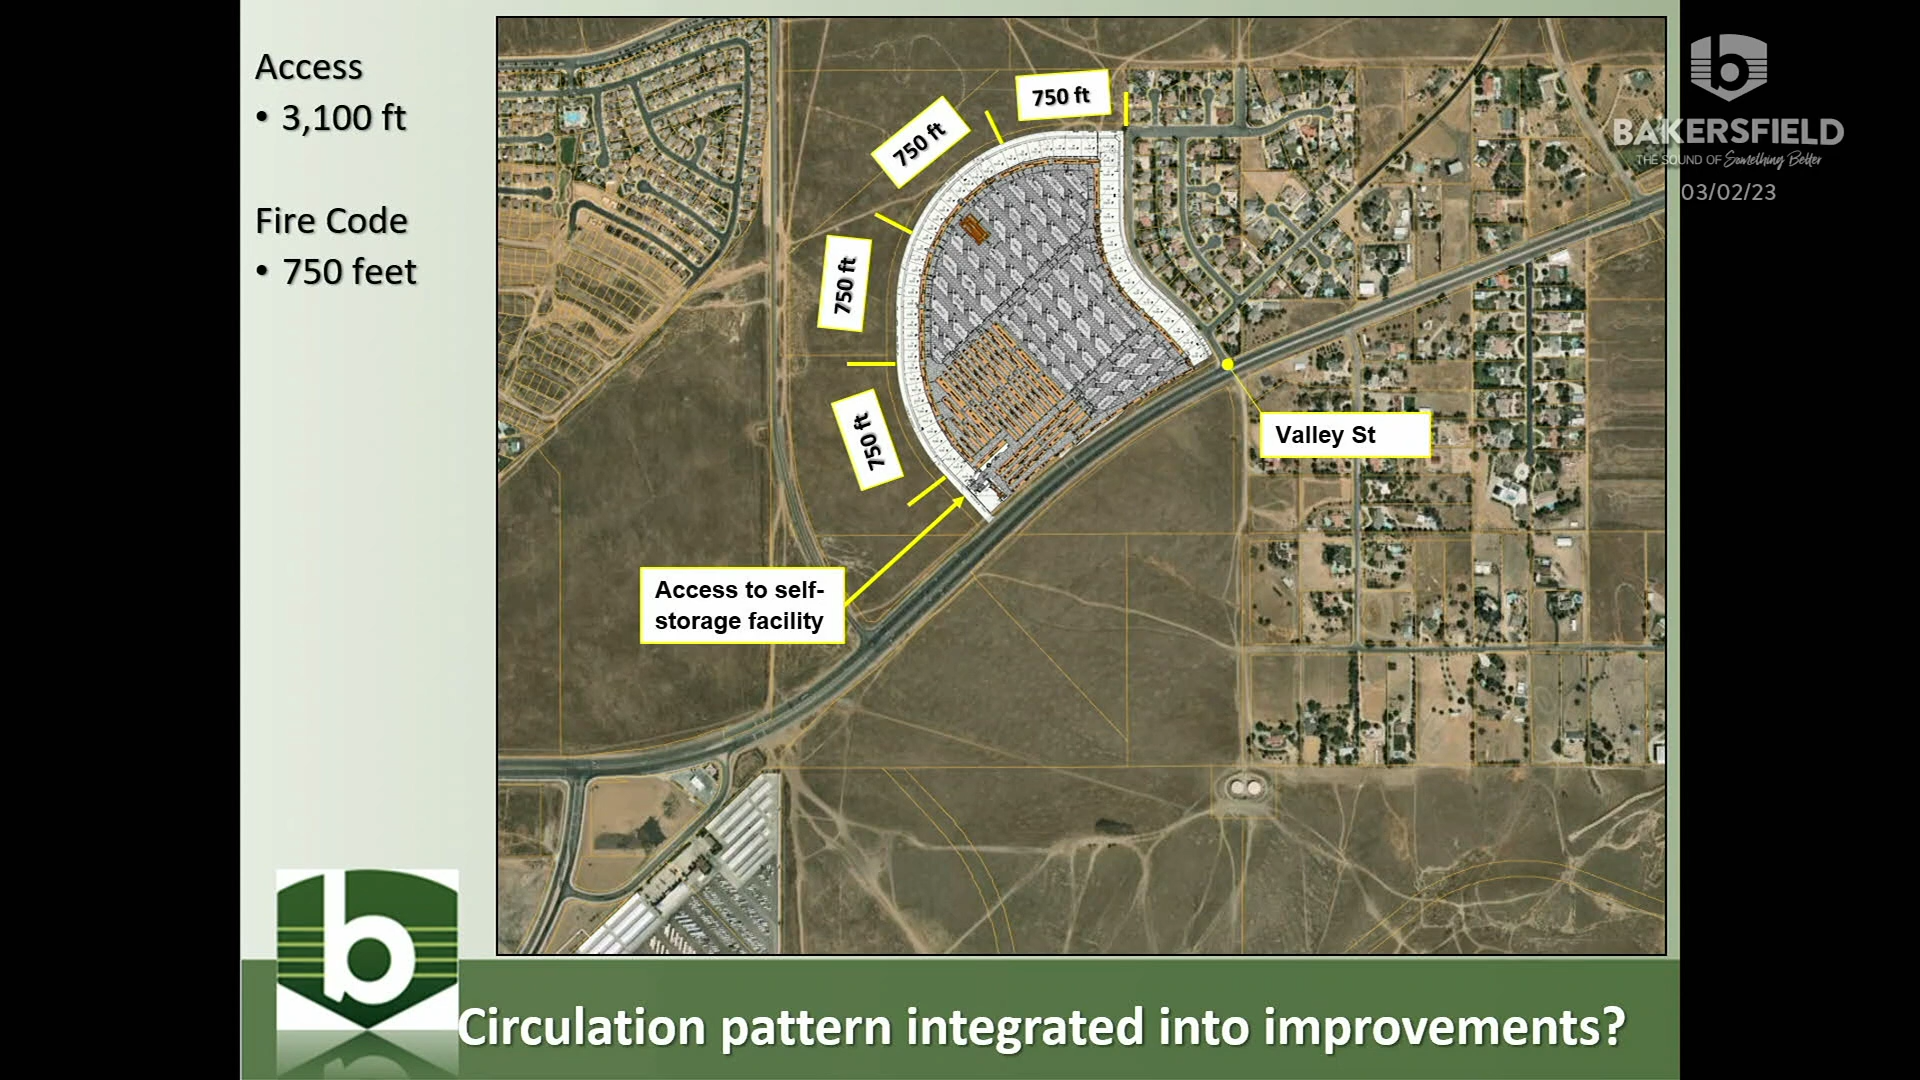 Access
• 3,100 ft
Fire Code
• 750 feet
750 ft
750 ft
750 ft
750 ft
Valley St
Access to self-
storage facility
b
BAKERSFIELD
THE SOUND OF Something Better
03/02/23
b
Circulation pattern integrated into improvements?